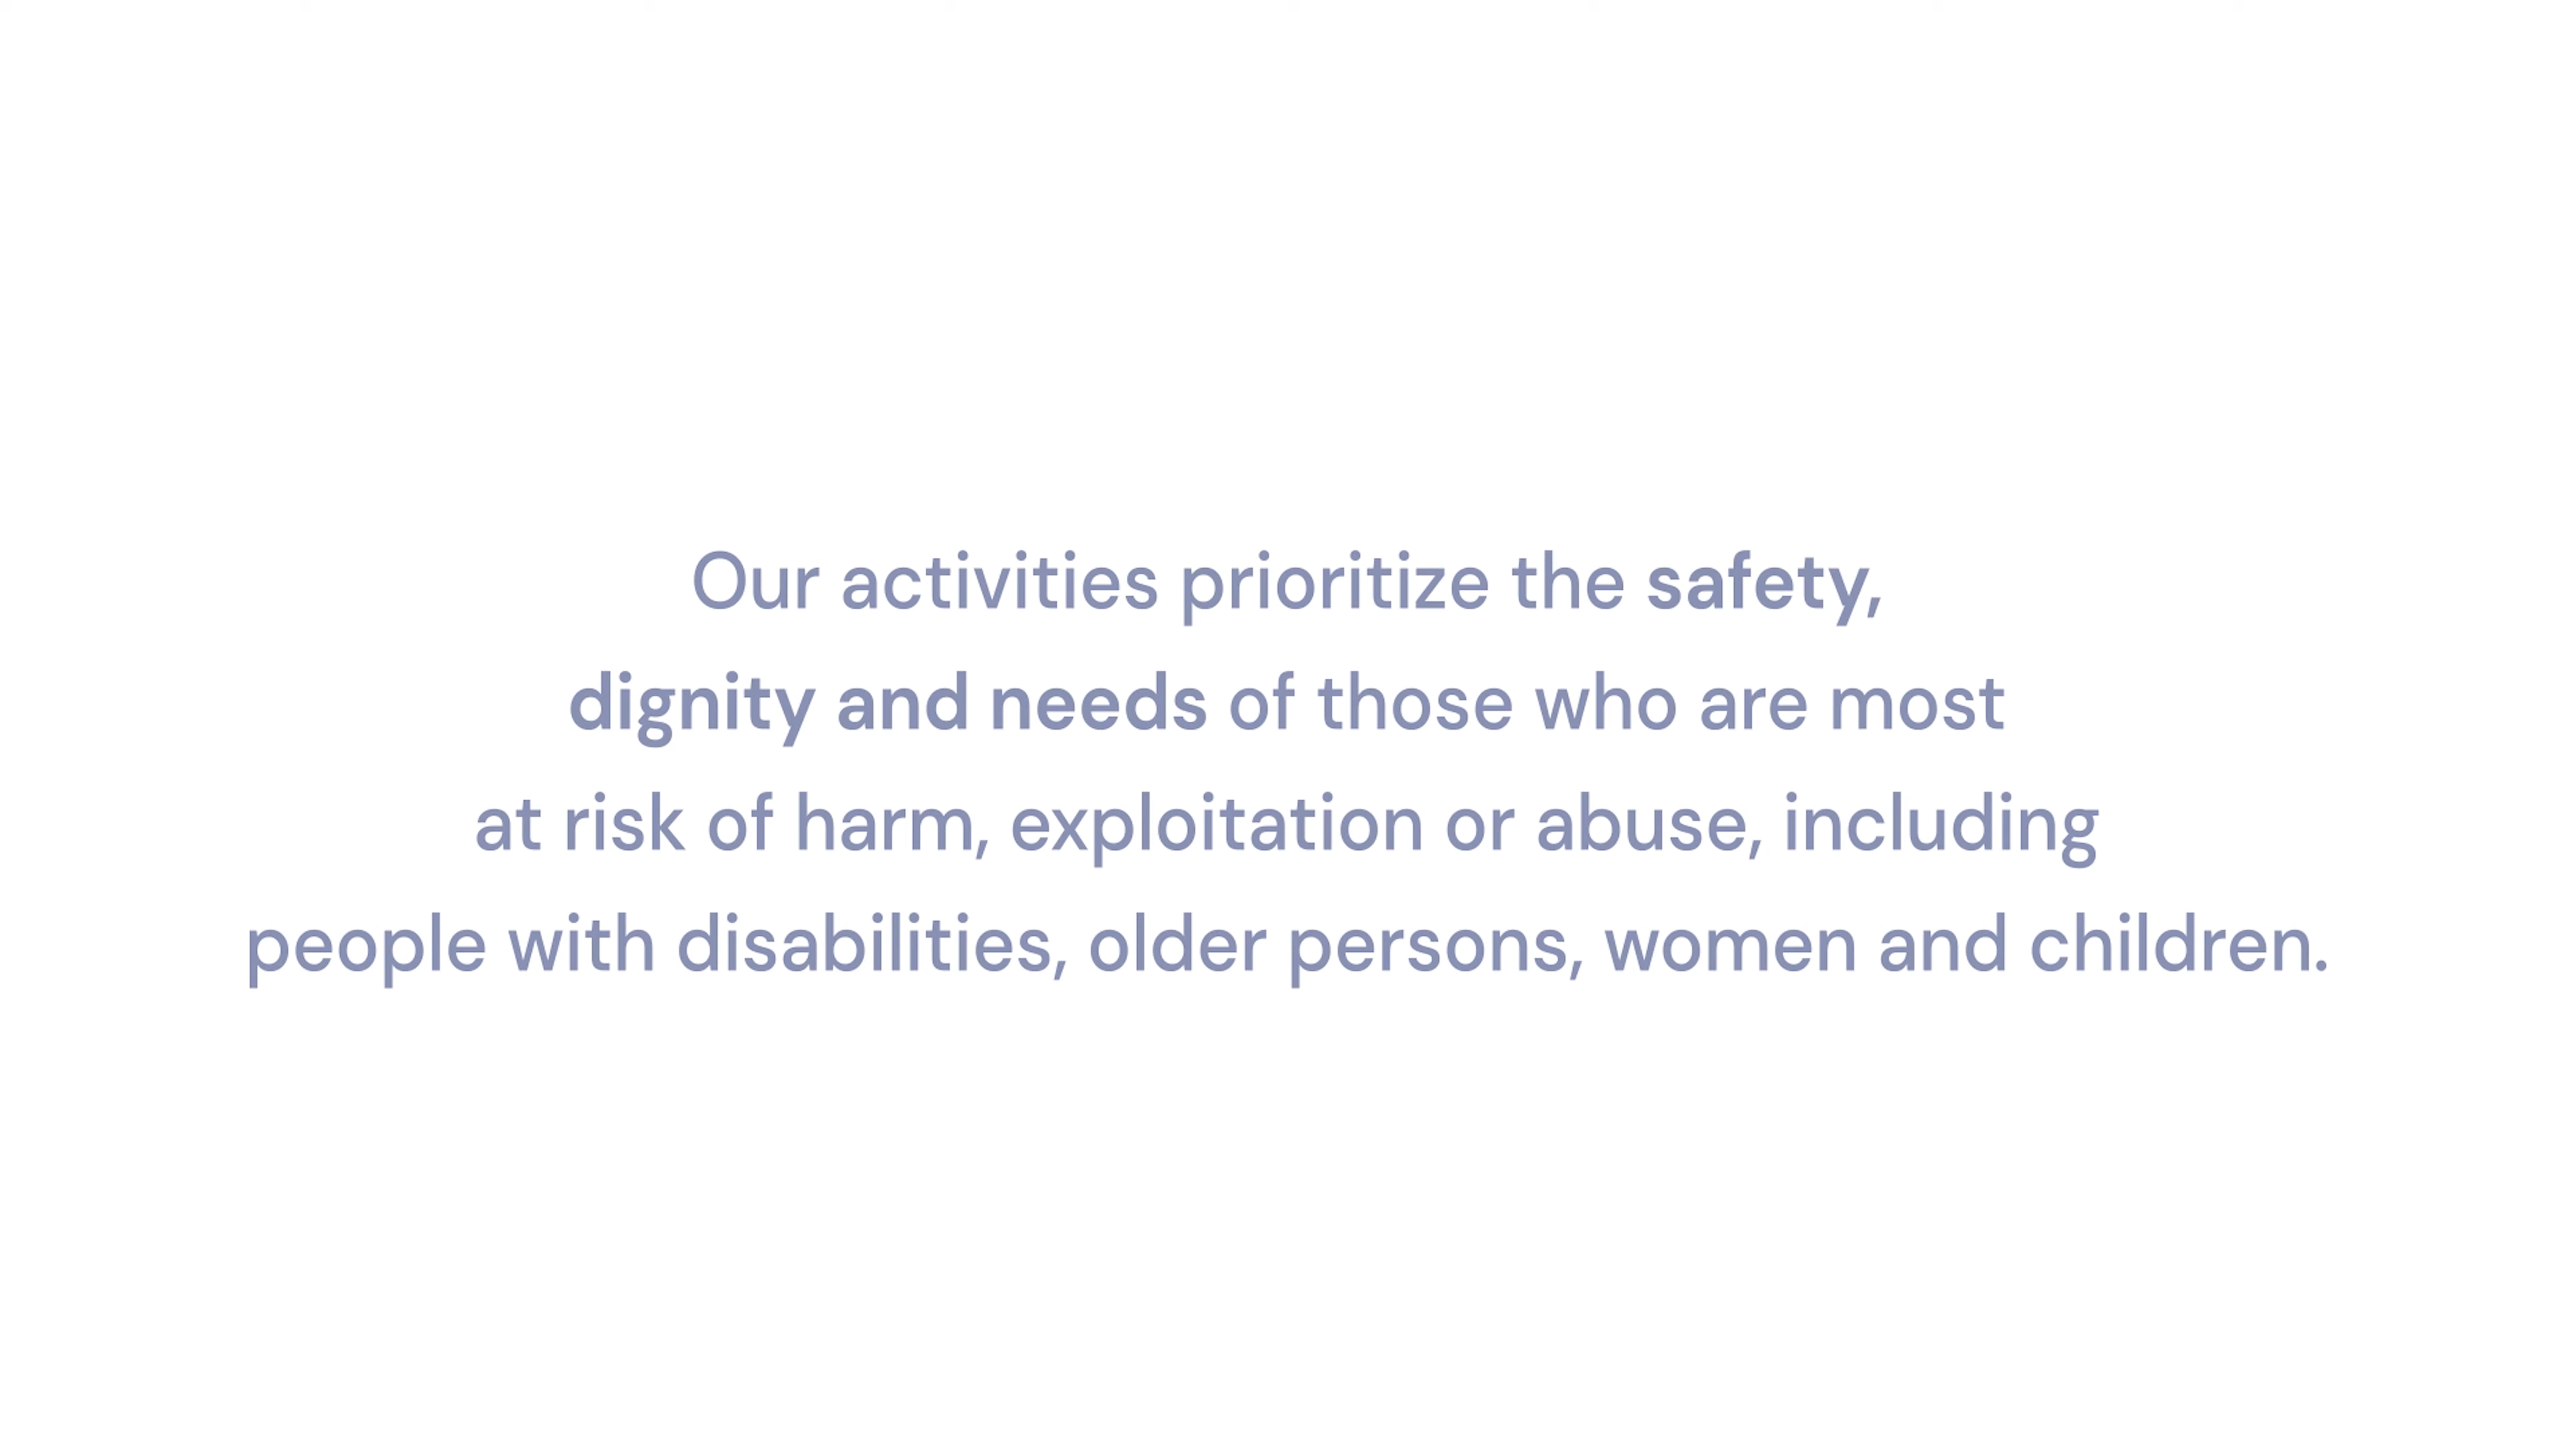 Our activities prioritize the safety,
dignity and needs of those who are most
at risk of harm, exploitation or abuse, including
people with disabilities, older persons, women and children.